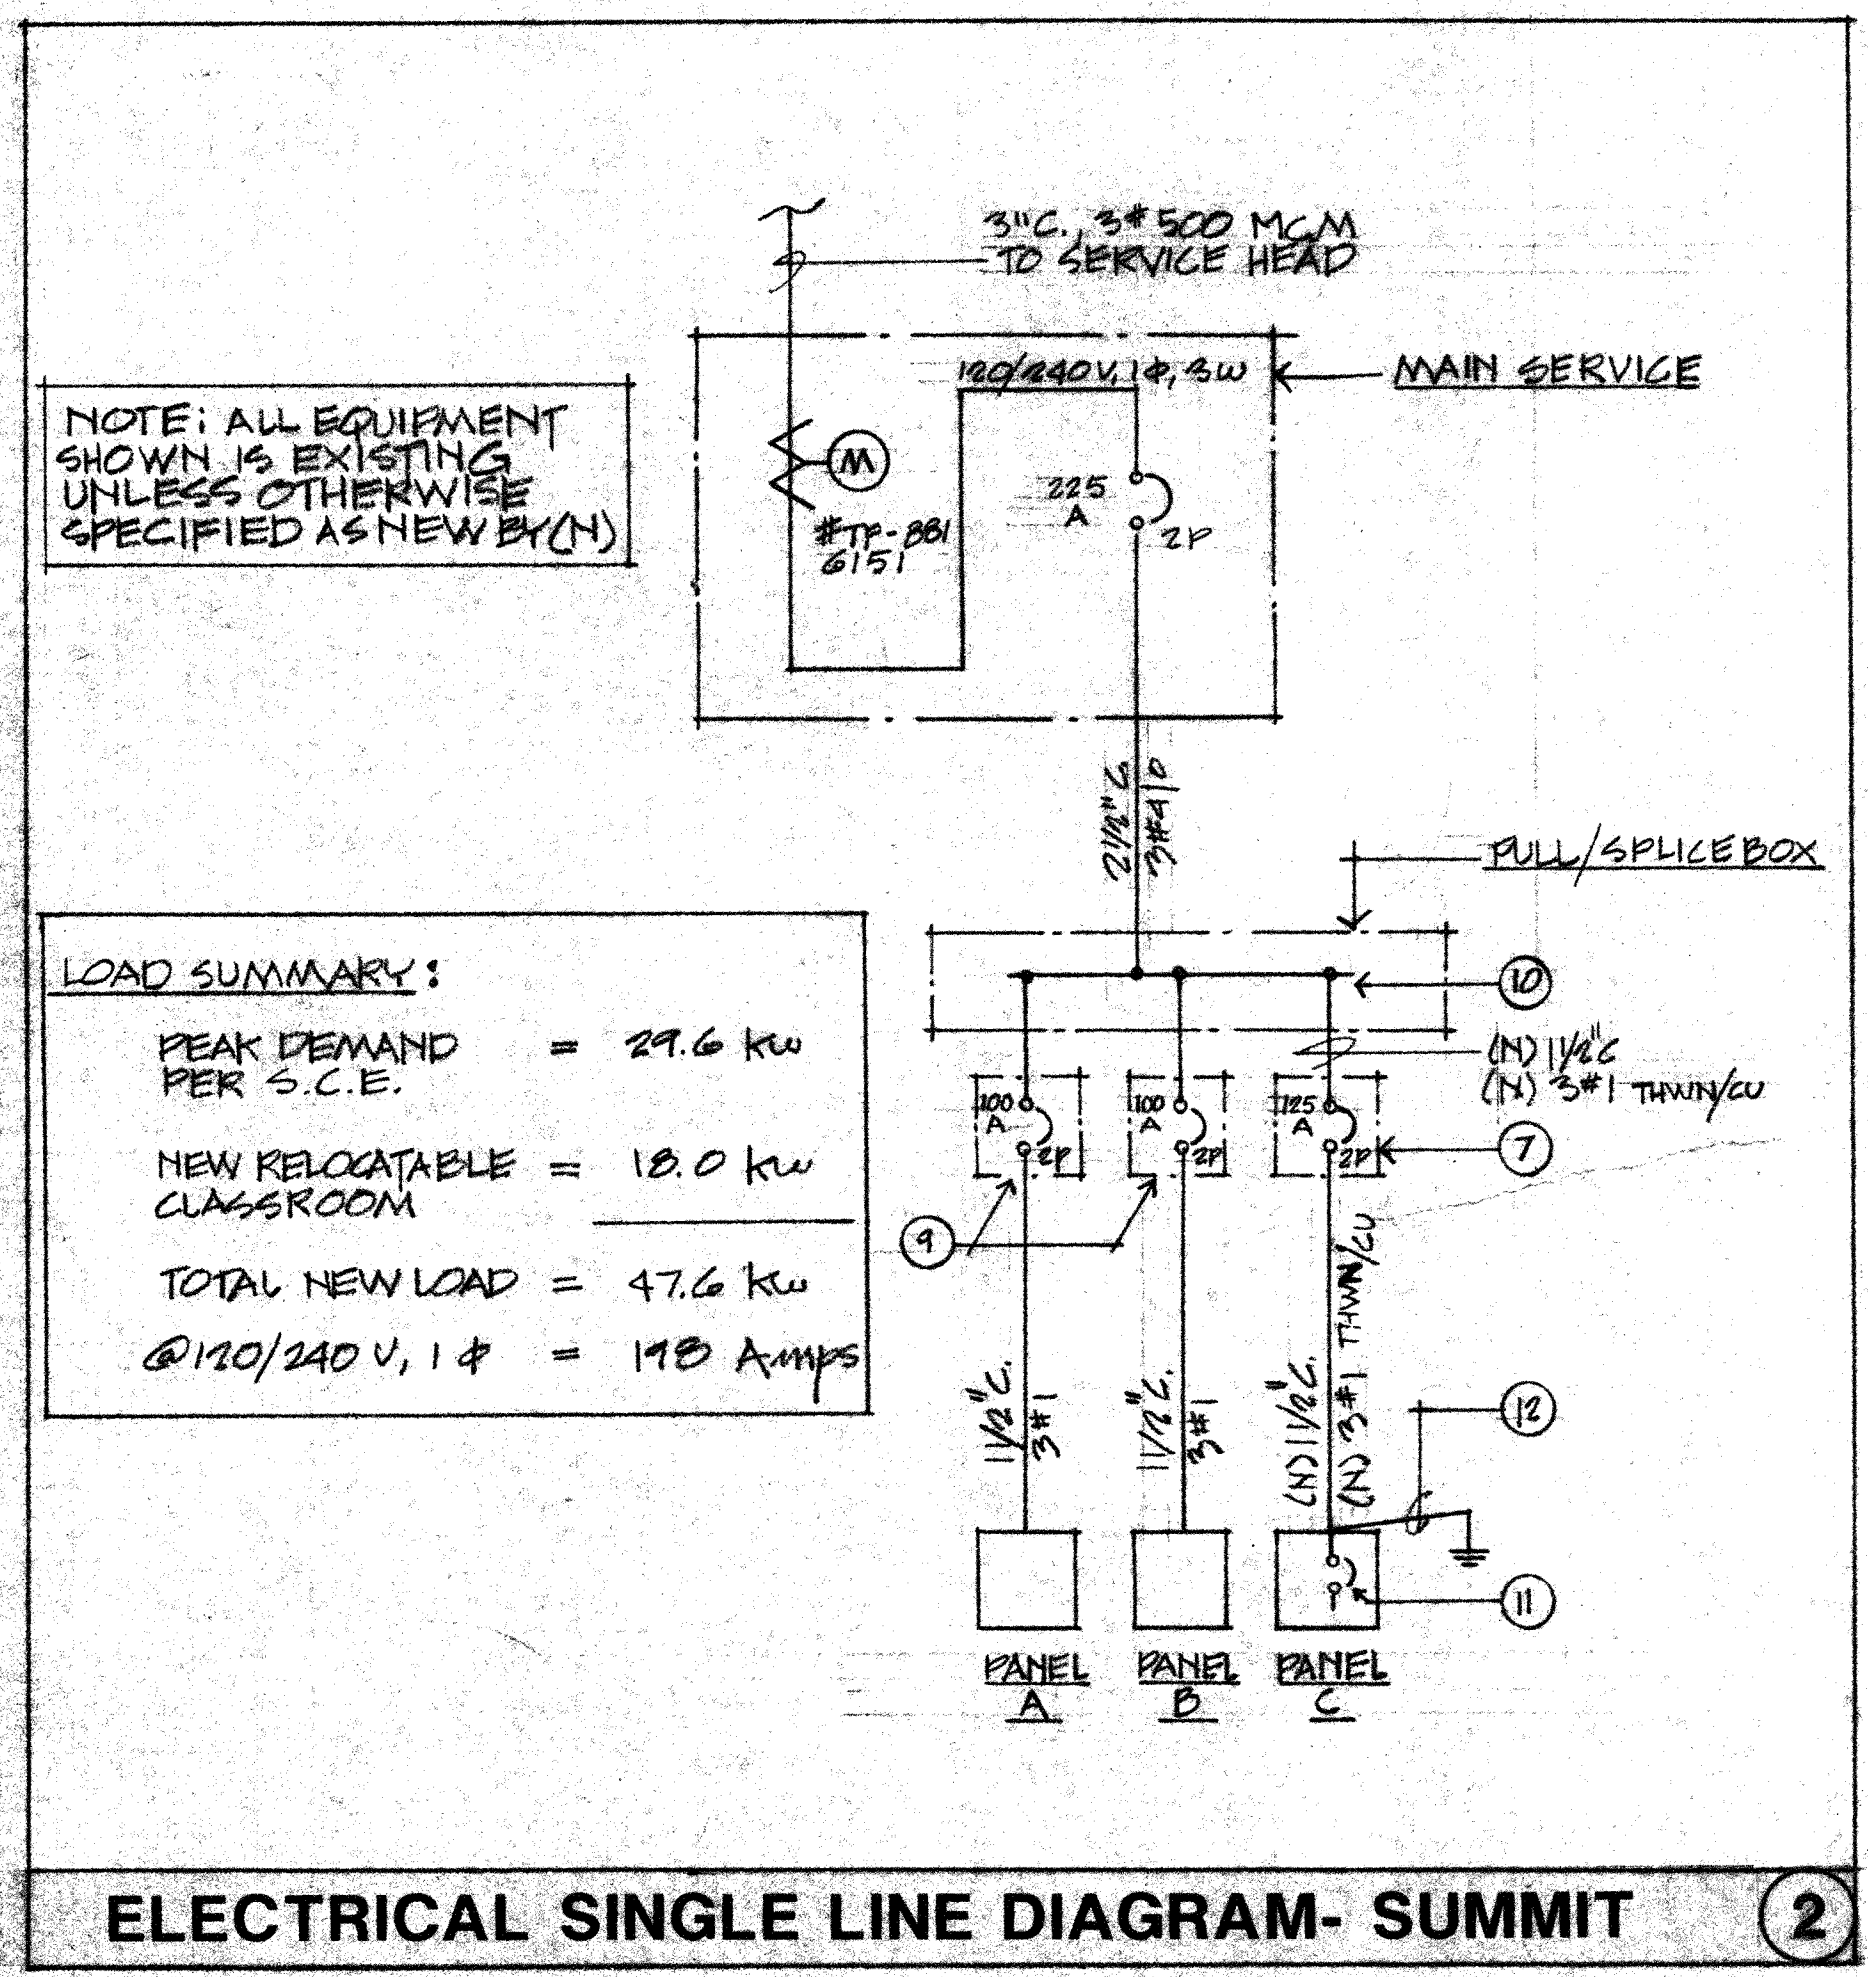 3"C., 3#500 MCM
TO SERVICE HEAD
120/240V, 1Φ, 3W
MAIN SERVICE
NOTE: ALL EQUIPMENT
SHOWN IS EXISTING
UNLESS OTHERWISE
SPECIFIED AS NEW BY (N)
M
#TF-881
6151
225
A
2P
2 1/2" C
3#4/0
PULL/SPLICE BOX
10
(N) 1 1/2" C
(N) 3#1 THWN/CU
100
A
2P
100
A
2P
125
A
2P
7
9
LOAD SUMMARY:
PEAK DEMAND = 29.6 KW
PER S.C.E.
NEW RELOCATABLE = 18.0 KW
CLASSROOM
TOTAL NEW LOAD = 47.6 KW
@120/240 V, 1 Φ = 198 Amps
1 1/2" C.
3#1
1 1/2" C.
3#1
(N) 1 1/2" C.
(N) 3#1 THWN/CU
12
11
PANEL
A
PANEL
B
PANEL
C
ELECTRICAL SINGLE LINE DIAGRAM- SUMMIT
2